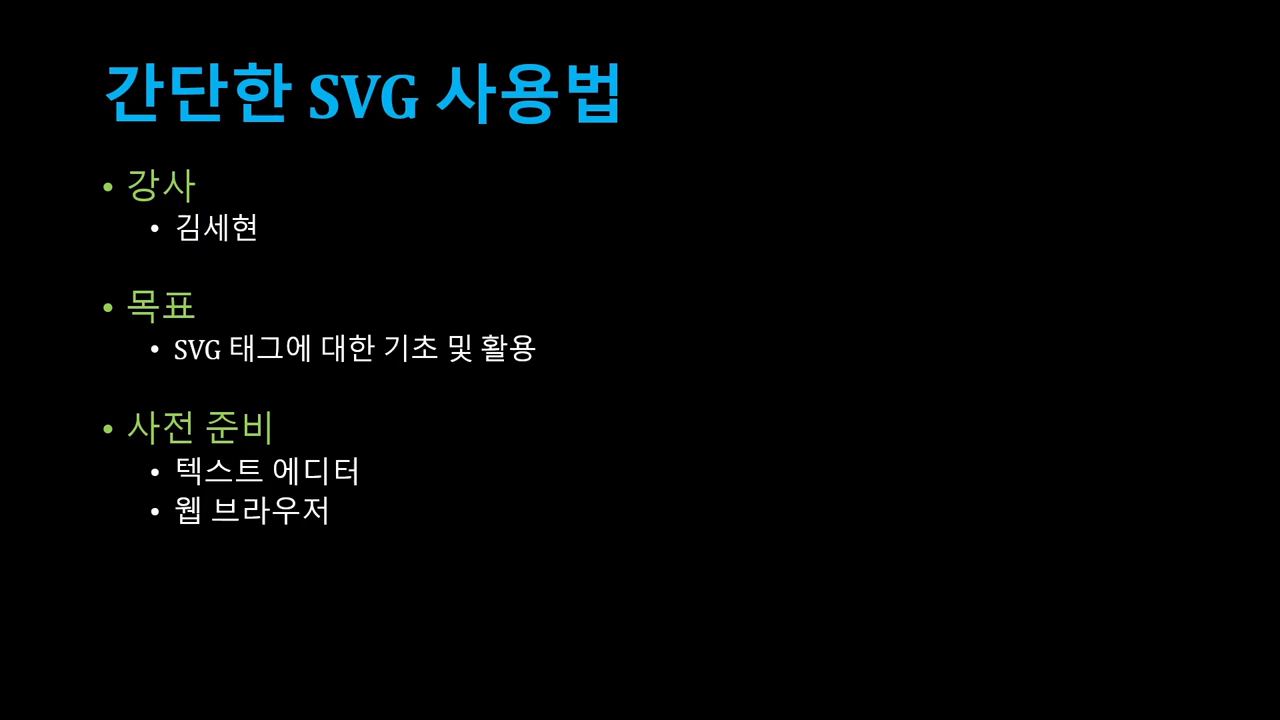 간단한 SVG 사용법
• 강사
• 김세현
• 목표
• SVG 태그에 대한 기초 및 활용
• 사전 준비
• 텍스트 에디터
• 웹 브라우저